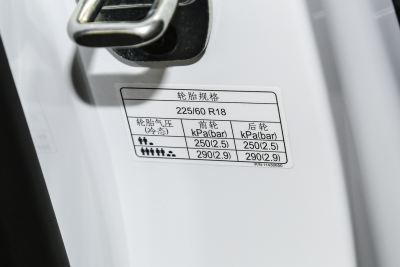 轮胎规格
225/60 R18
轮胎气压 (冷态) 前轮 kPa(bar) 后轮 kPa(bar)
250(2.5) 250(2.5)
290(2.9) 290(2.9)